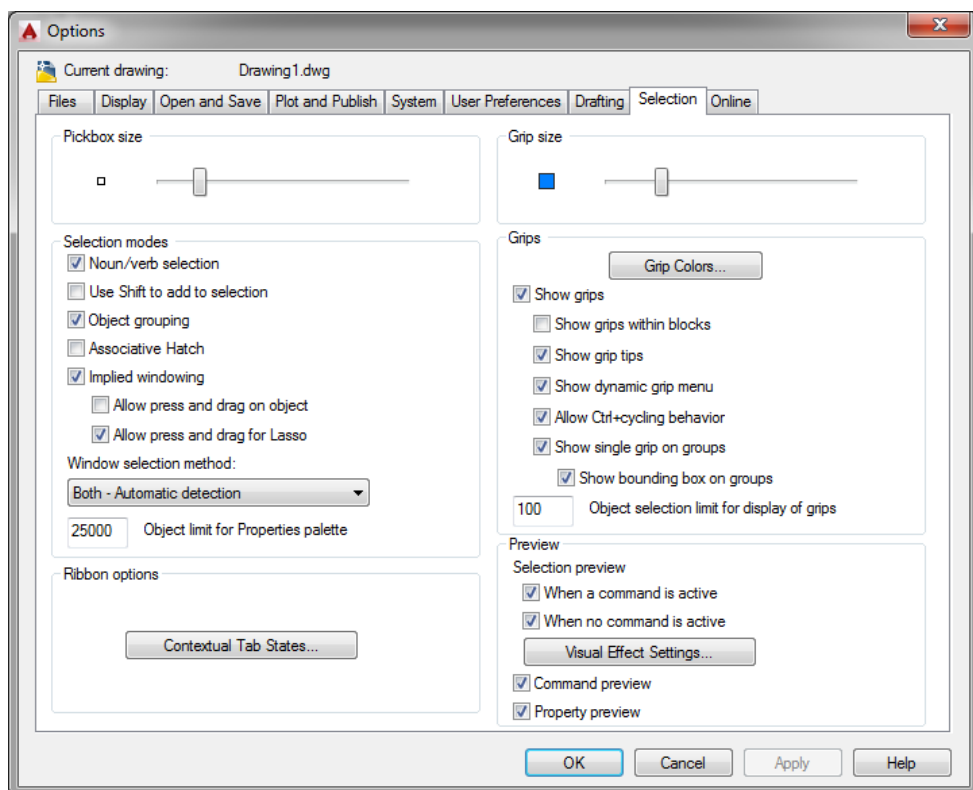 Options
Current drawing: Drawing1.dwg
Files Display Open and Save Plot and Publish System User Preferences Drafting Selection Online
Pickbox size
Selection modes
Noun/verb selection
Use Shift to add to selection
Object grouping
Associative Hatch
Implied windowing
Allow press and drag on object
Allow press and drag for Lasso
Window selection method:
Both - Automatic detection
25000 Object limit for Properties palette
Ribbon options
Contextual Tab States...
Grip size
Grips
Grip Colors...
Show grips
Show grips within blocks
Show grip tips
Show dynamic grip menu
Allow Ctrl+cycling behavior
Show single grip on groups
Show bounding box on groups
100 Object selection limit for display of grips
Preview
Selection preview
When a command is active
When no command is active
Visual Effect Settings...
Command preview
Property preview
OK Cancel Apply Help